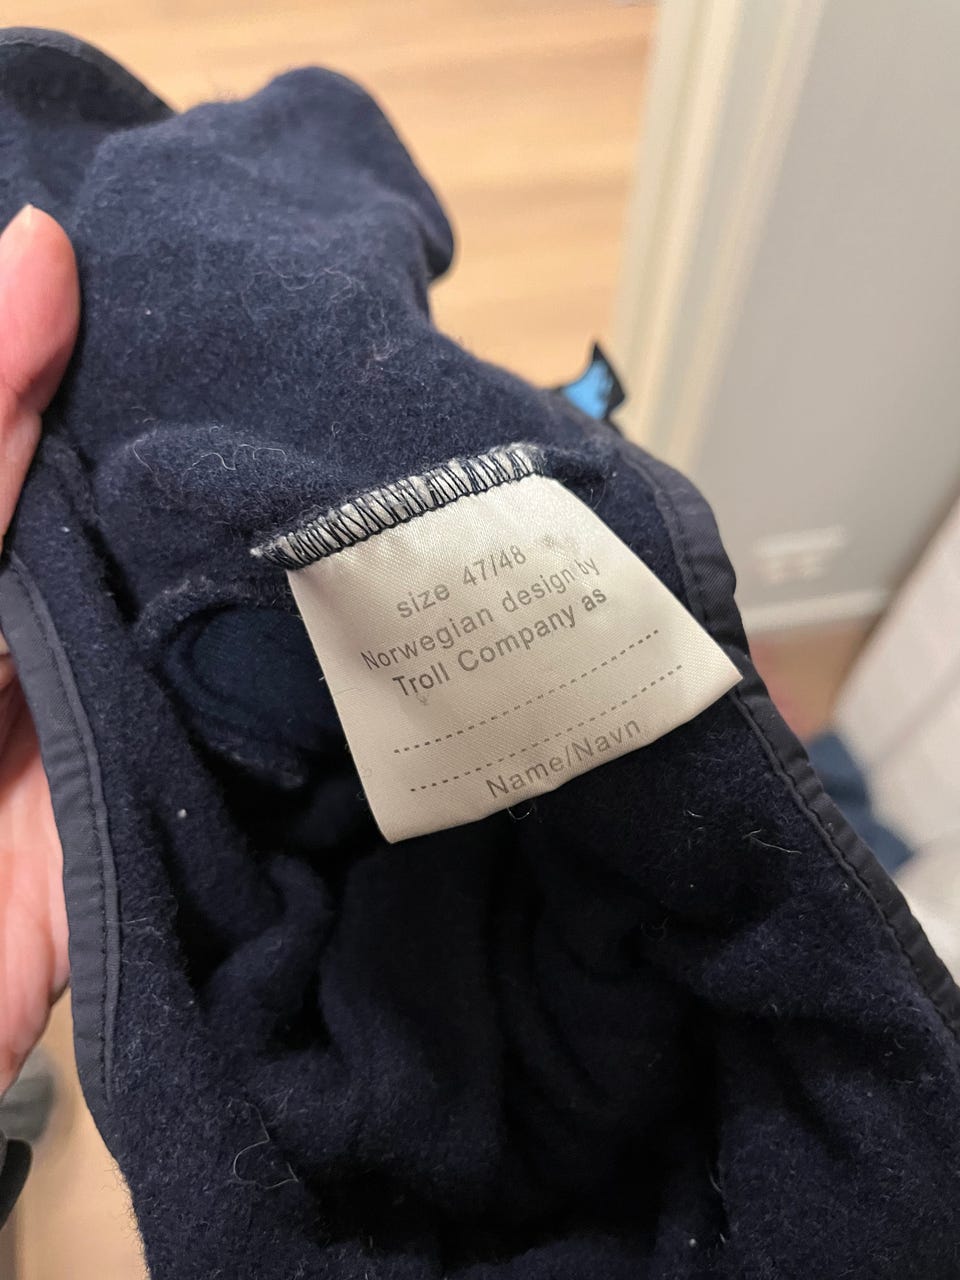 size 47/48
Norwegian design by
Troll Company as
Name/Navn